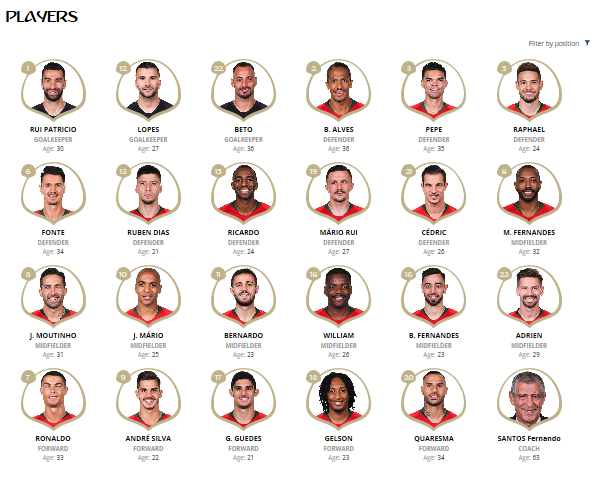 PLAYERS
Filter by position
1 12 22 2 3 5
RUI PATRICIO LOPES BETO B. ALVES PEPE RAPHAEL
GOALKEEPER GOALKEEPER GOALKEEPER DEFENDER DEFENDER DEFENDER
Age: 30 Age: 27 Age: 36 Age: 36 Age: 35 Age: 24
6 13 15 19 21
FONTE RUBEN DIAS RICARDO MÁRIO RUI CÉDRIC M. FERNANDES
DEFENDER DEFENDER DEFENDER DEFENDER DEFENDER MIDFIELDER
Age: 34 Age: 21 Age: 24 Age: 27 Age: 26 Age: 32
8 10 11 14 16 23
J. MOUTINHO J. MÁRIO BERNARDO WILLIAM B. FERNANDES ADRIEN
MIDFIELDER MIDFIELDER MIDFIELDER MIDFIELDER MIDFIELDER MIDFIELDER
Age: 31 Age: 25 Age: 23 Age: 26 Age: 23 Age: 29
7 9 17 18 20
RONALDO ANDRÉ SILVA G. GUEDES GELSON QUARESMA SANTOS Fernando
FORWARD FORWARD FORWARD FORWARD FORWARD COACH
Age: 33 Age: 22 Age: 21 Age: 23 Age: 34 Age: 63